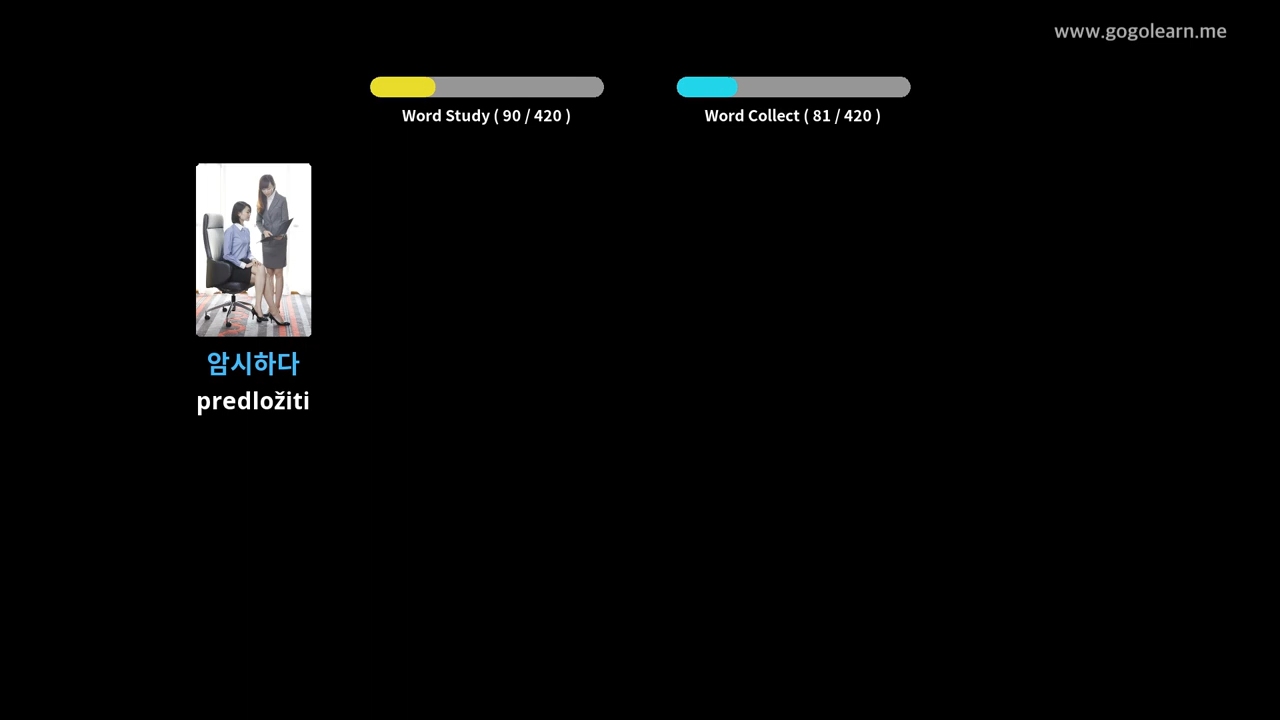 www.gogolearn.me
Word Study ( 90 / 420 )
Word Collect ( 81 / 420 )
암시하다
predložiti